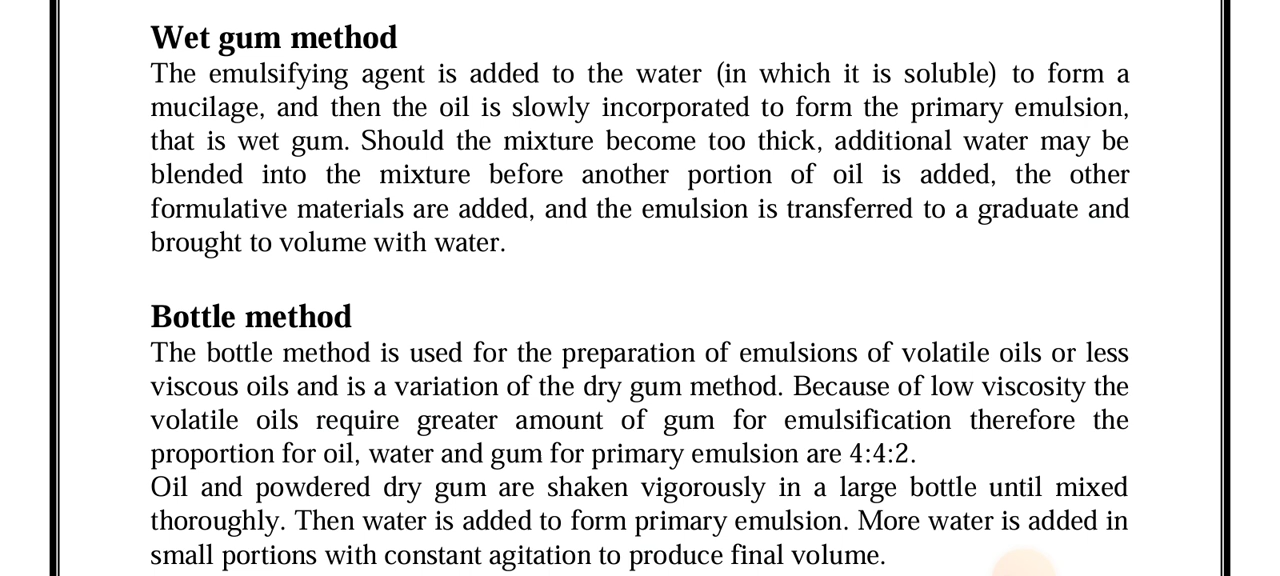 Wet gum method
The emulsifying agent is added to the water (in which it is soluble) to form a
mucilage, and then the oil is slowly incorporated to form the primary emulsion,
that is wet gum. Should the mixture become too thick, additional water may be
blended into the mixture before another portion of oil is added, the other
formulative materials are added, and the emulsion is transferred to a graduate and
brought to volume with water.
Bottle method
The bottle method is used for the preparation of emulsions of volatile oils or less
viscous oils and is a variation of the dry gum method. Because of low viscosity the
volatile oils require greater amount of gum for emulsification therefore the
proportion for oil, water and gum for primary emulsion are 4:4:2.
Oil and powdered dry gum are shaken vigorously in a large bottle until mixed
thoroughly. Then water is added to form primary emulsion. More water is added in
small portions with constant agitation to produce final volume.